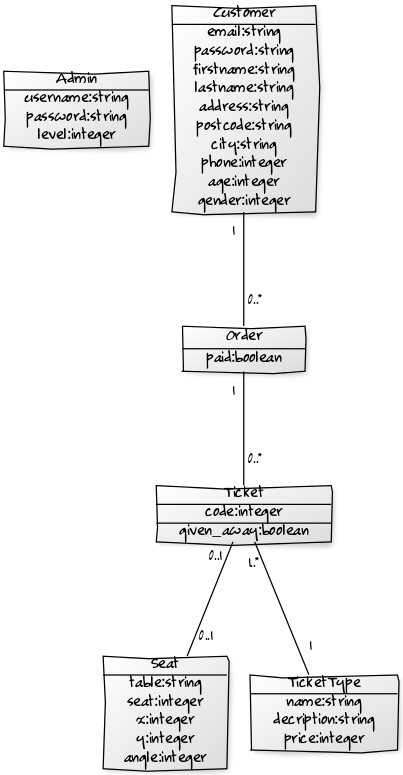 Customer
email:string
password:string
firstname:string
lastname:string
address:string
postcode:string
city:string
phone:integer
age:integer
gender:integer
Admin
username:string
password:string
level:integer
1
0..*
Order
paid:boolean
1
0..*
Ticket
code:integer
given_away:boolean
0..1
1..*
0..1
1
Seat
table:string
seat:integer
x:integer
y:integer
angle:integer
TicketType
name:string
decription:string
price:integer